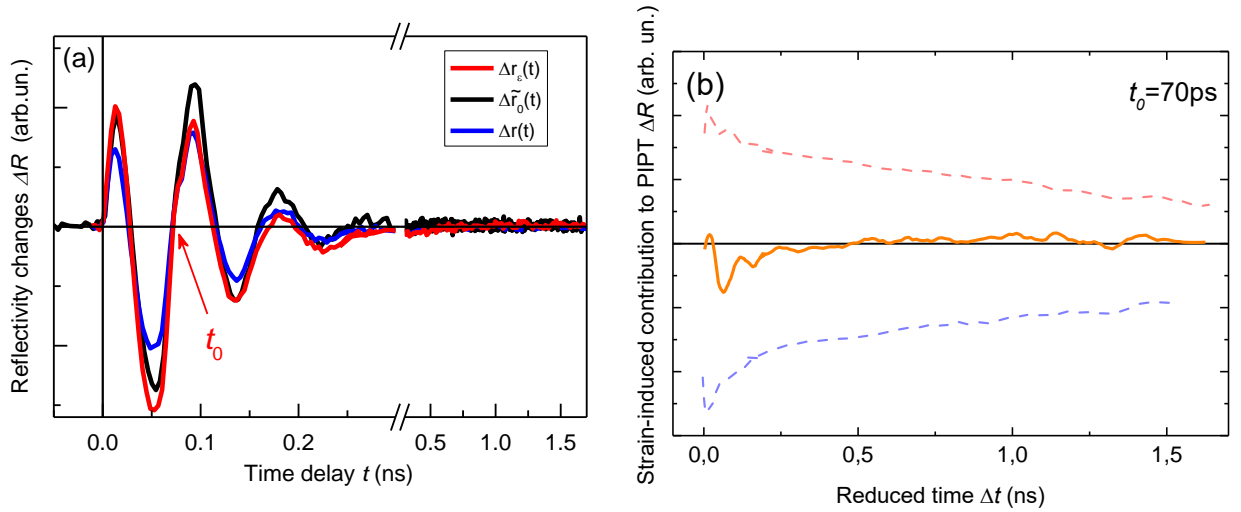 (a)
Reflectivity changes ΔR (arb.un.)
Δr_ε(t)
Δr̃_0(t)
Δr(t)
t_0
0.0
0.1
0.2
0.5
1.0
1.5
Time delay t (ns)
(b)
t_0=70ps
Strain-induced contribution to PIPT ΔR (arb. un.)
0,0
0,5
1,0
1,5
Reduced time Δt (ns)